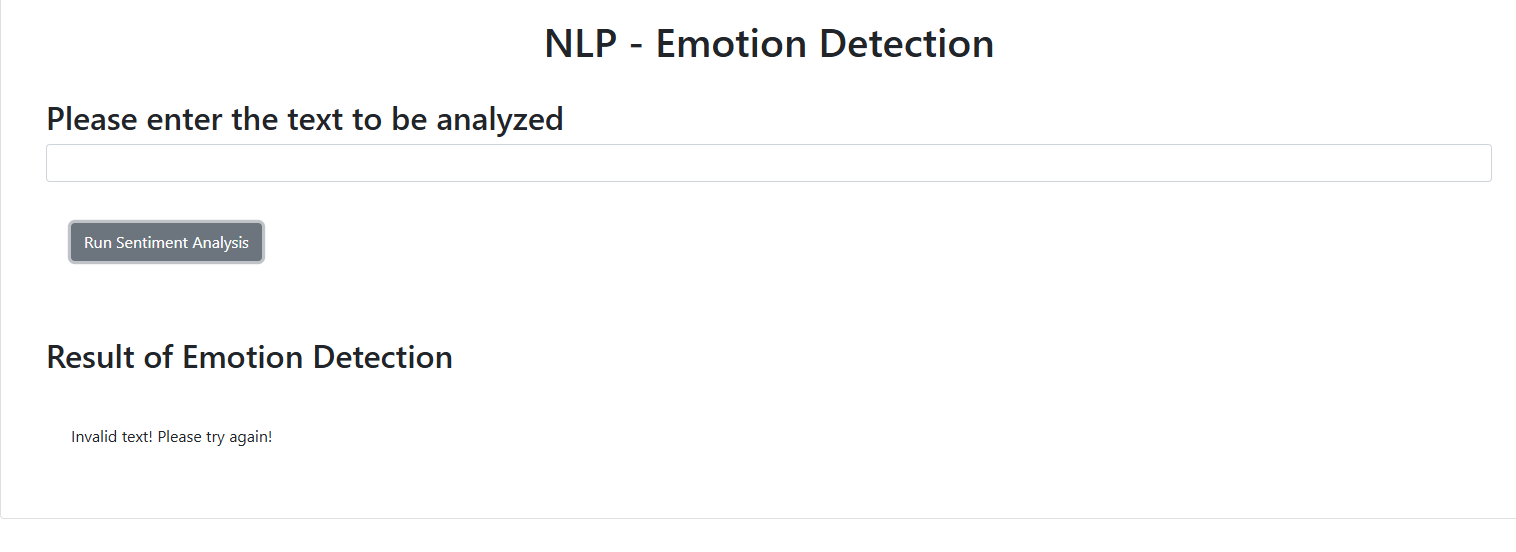 NLP - Emotion Detection
Please enter the text to be analyzed
Run Sentiment Analysis
Result of Emotion Detection
Invalid text! Please try again!